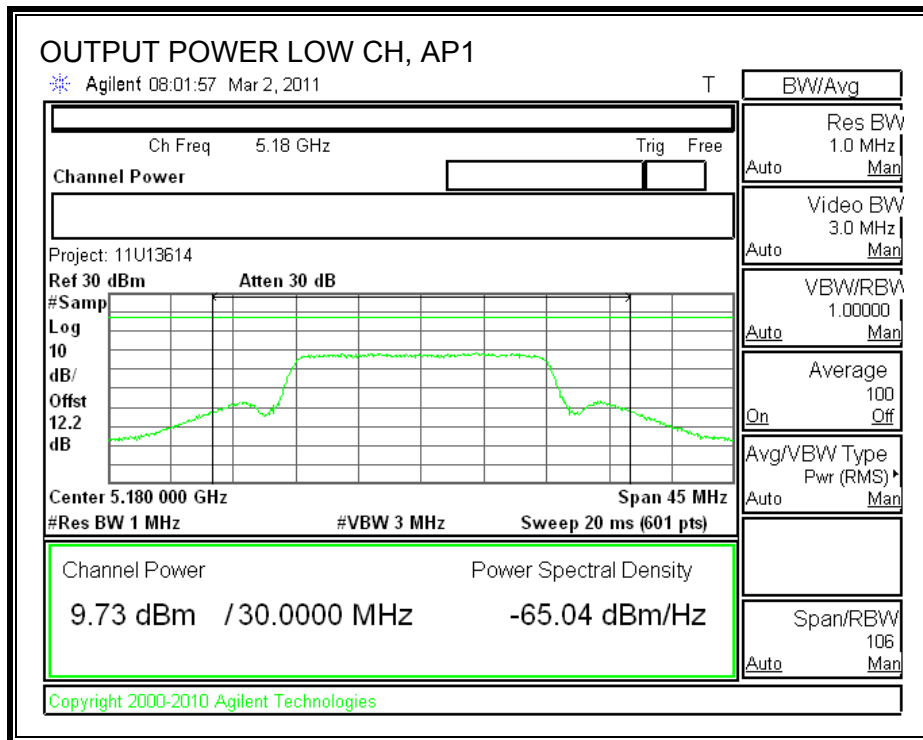 OUTPUT POWER LOW CH, AP1
Agilent 08:01:57 Mar 2, 2011 T
Ch Freq 5.18 GHz Trig Free
Channel Power
Project: 11U13614
Ref 30 dBm Atten 30 dB
#Samp
Log
10
dB/
Offst
12.2
dB
Center 5.180 000 GHz Span 45 MHz
#Res BW 1 MHz #VBW 3 MHz Sweep 20 ms (601 pts)
Channel Power Power Spectral Density
9.73 dBm /30.0000 MHz -65.04 dBm/Hz
Copyright 2000-2010 Agilent Technologies
BW/Avg
Res BW
1.0 MHz
Auto Man
Video BW
3.0 MHz
Auto Man
VBW/RBW
1.00000
Auto Man
Average
100
On Off
Avg/VBW Type
Pwr (RMS)
Auto Man
Span/RBW
106
Auto Man